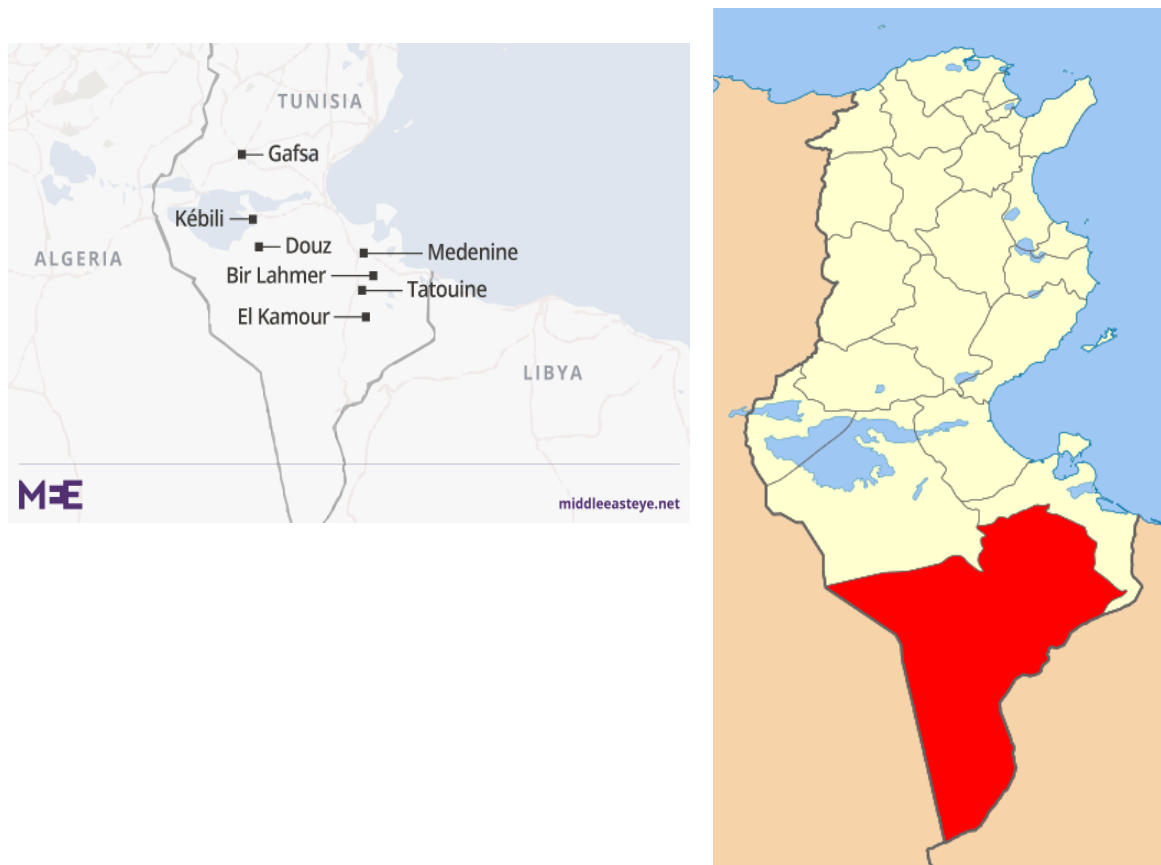 TUNISIA
Gafsa
Kébili
Douz
ALGERIA
Medenine
Bir Lahmer
Tatouine
El Kamour
LIBYA
MEE
middleeasteye.net